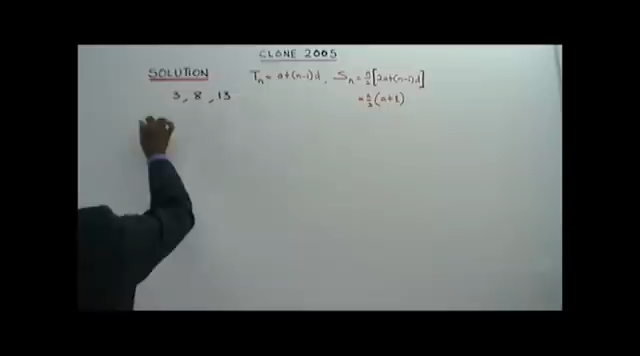 CLONE 2005
SOLUTION Tn = a+(n-1)d, Sn = n/2[2a+(n-1)d]
3, 8, 13 = n/2(a+l)